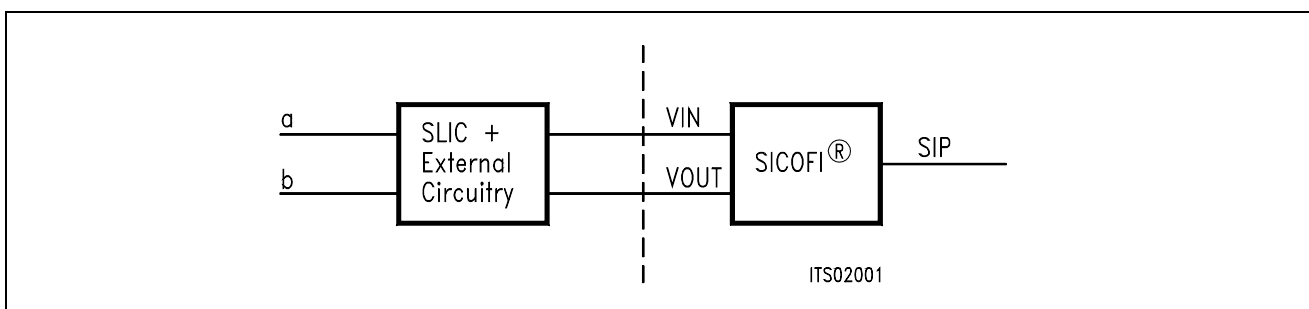 a
b
SLIC +
External
Circuitry
VIN
VOUT
SICOFI®
SIP
ITS02001